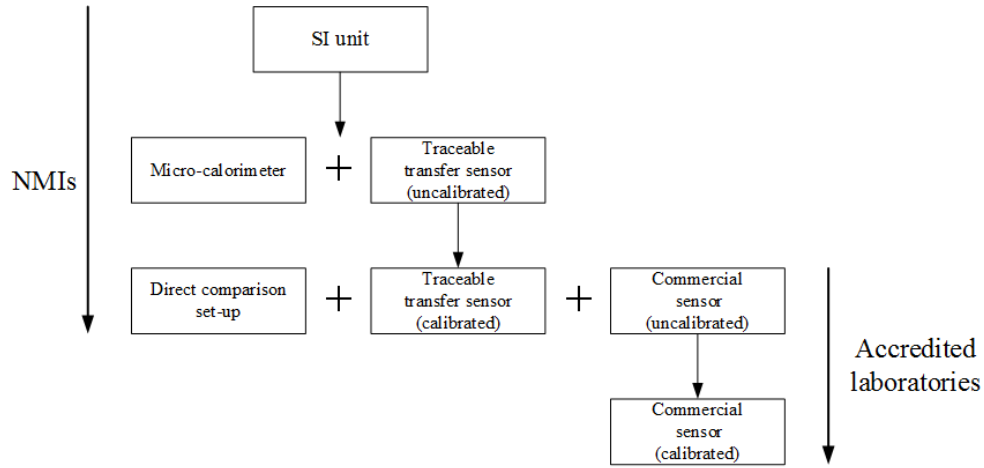 SI unit
NMIs
Micro-calorimeter
+
Traceable
transfer sensor
(uncalibrated)
Direct comparison
set-up
+
Traceable
transfer sensor
(calibrated)
+
Commercial
sensor
(uncalibrated)
Accredited
laboratories
Commercial
sensor
(calibrated)